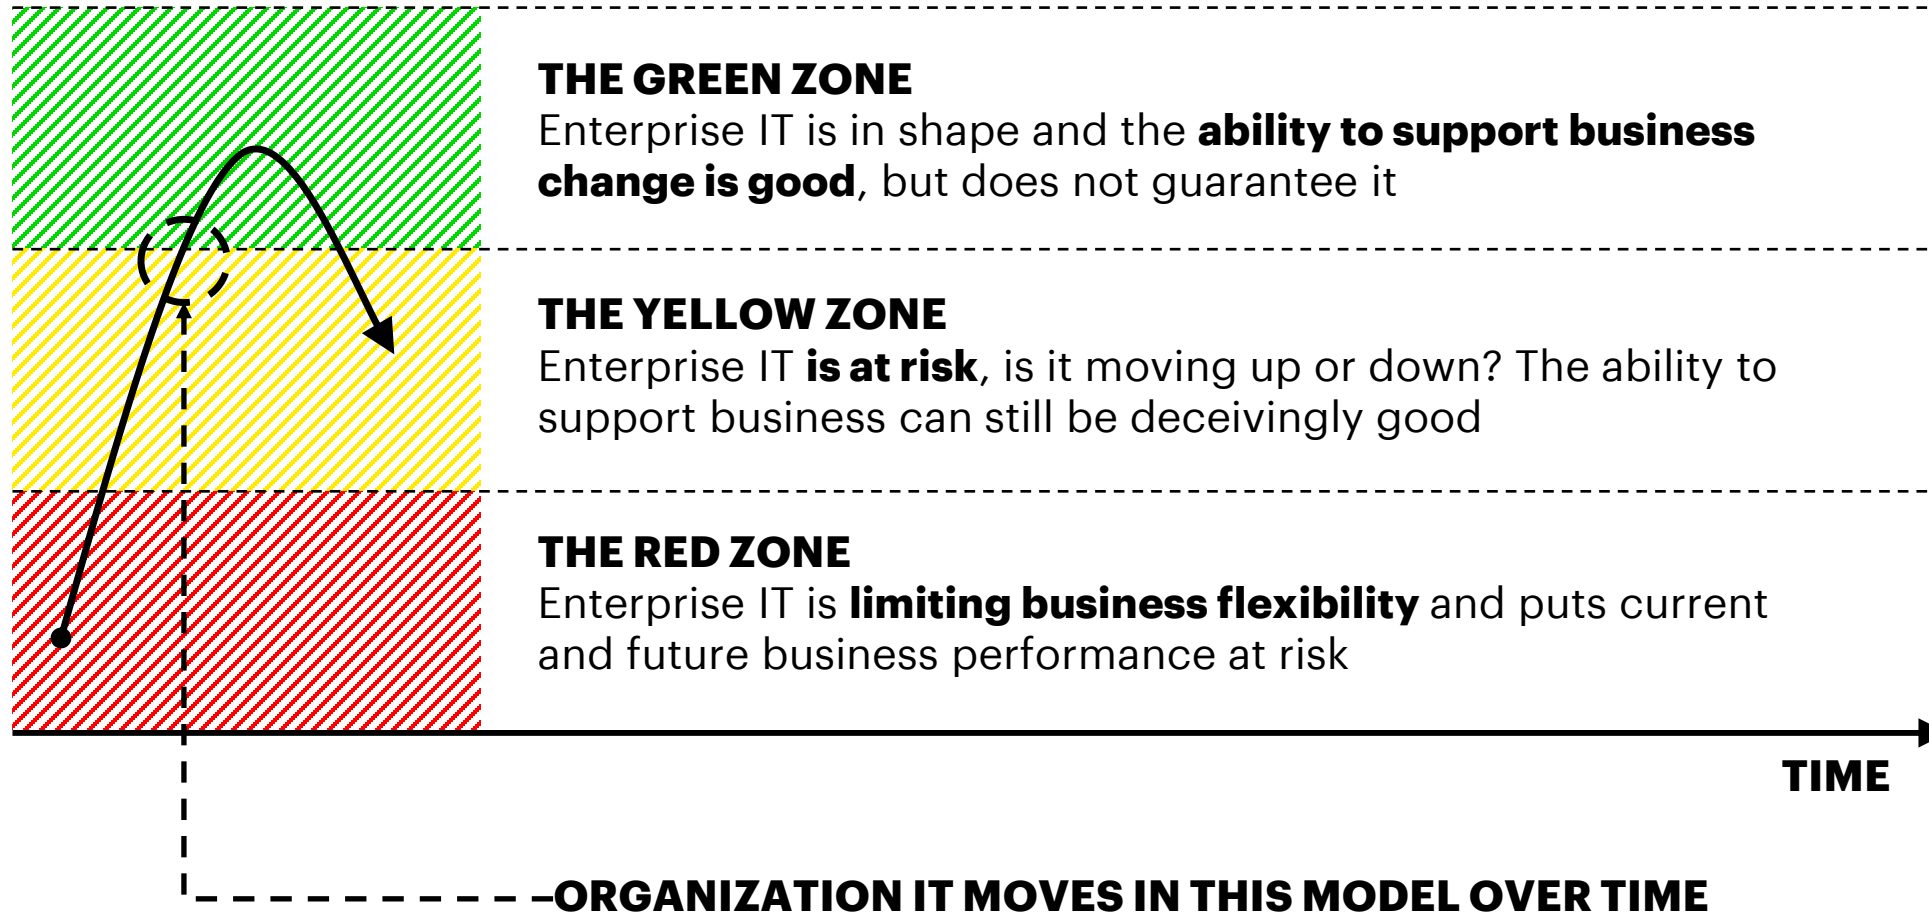 THE GREEN ZONE
Enterprise IT is in shape and the ability to support business
change is good, but does not guarantee it
THE YELLOW ZONE
Enterprise IT is at risk, is it moving up or down? The ability to
support business can still be deceivingly good
THE RED ZONE
Enterprise IT is limiting business flexibility and puts current
and future business performance at risk
TIME
ORGANIZATION IT MOVES IN THIS MODEL OVER TIME